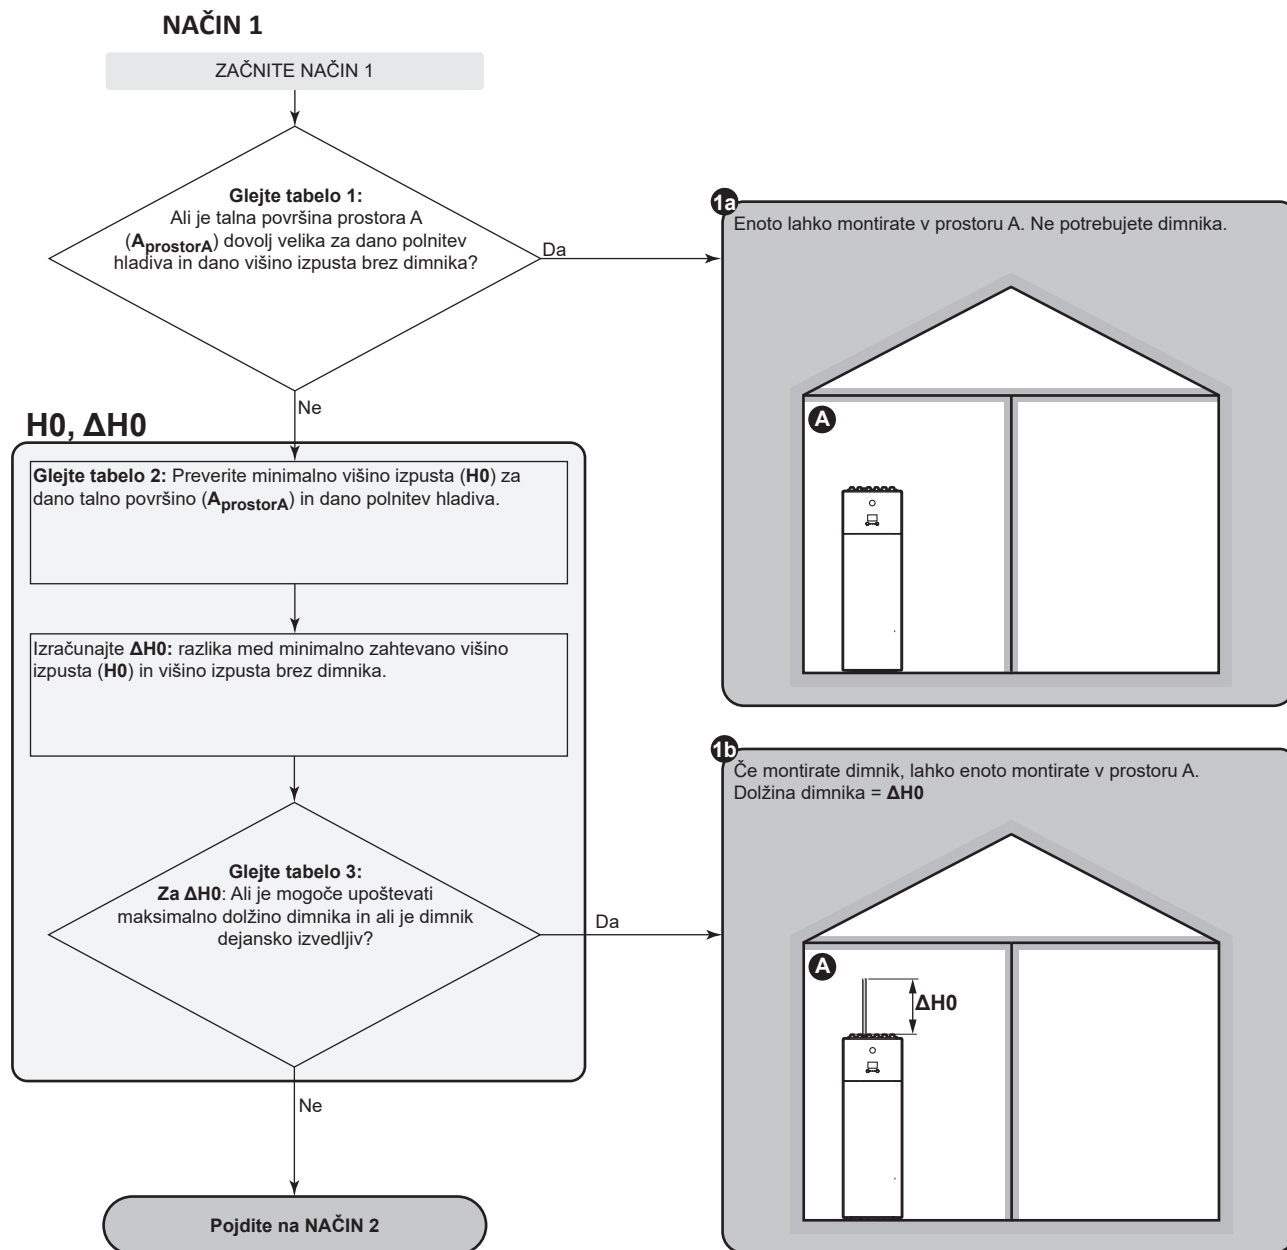 NAČIN 1
ZAČNITE NAČIN 1
Glejte tabelo 1:
Ali je talna površina prostora A
(AprostorA) dovolj velika za dano polnitev
hladiva in dano višino izpusta brez dimnika?
Da
Ne
1a
Enoto lahko montirate v prostoru A. Ne potrebujete dimnika.
A
H0, ΔH0
Glejte tabelo 2: Preverite minimalno višino izpusta (H0) za
dano talno površino (AprostorA) in dano polnitev hladiva.
Izračunajte ΔH0: razlika med minimalno zahtevano višino
izpusta (H0) in višino izpusta brez dimnika.
Glejte tabelo 3:
Za ΔH0: Ali je mogoče upoštevati
maksimalno dolžino dimnika in ali je dimnik
dejansko izvedljiv?
Da
Ne
1b
Če montirate dimnik, lahko enoto montirate v prostoru A.
Dolžina dimnika = ΔH0
A
ΔH0
Pojdite na NAČIN 2